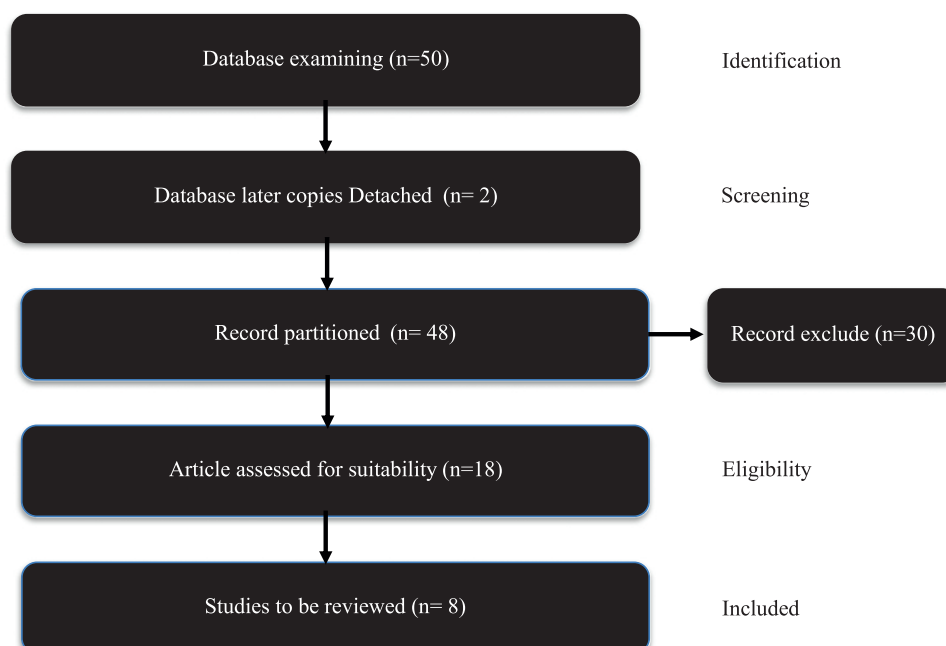 Database examining (n=50)
Identification
Database later copies Detached (n= 2)
Screening
Record partitioned (n= 48)
Record exclude (n=30)
Article assessed for suitability (n=18)
Eligibility
Studies to be reviewed (n= 8)
Included